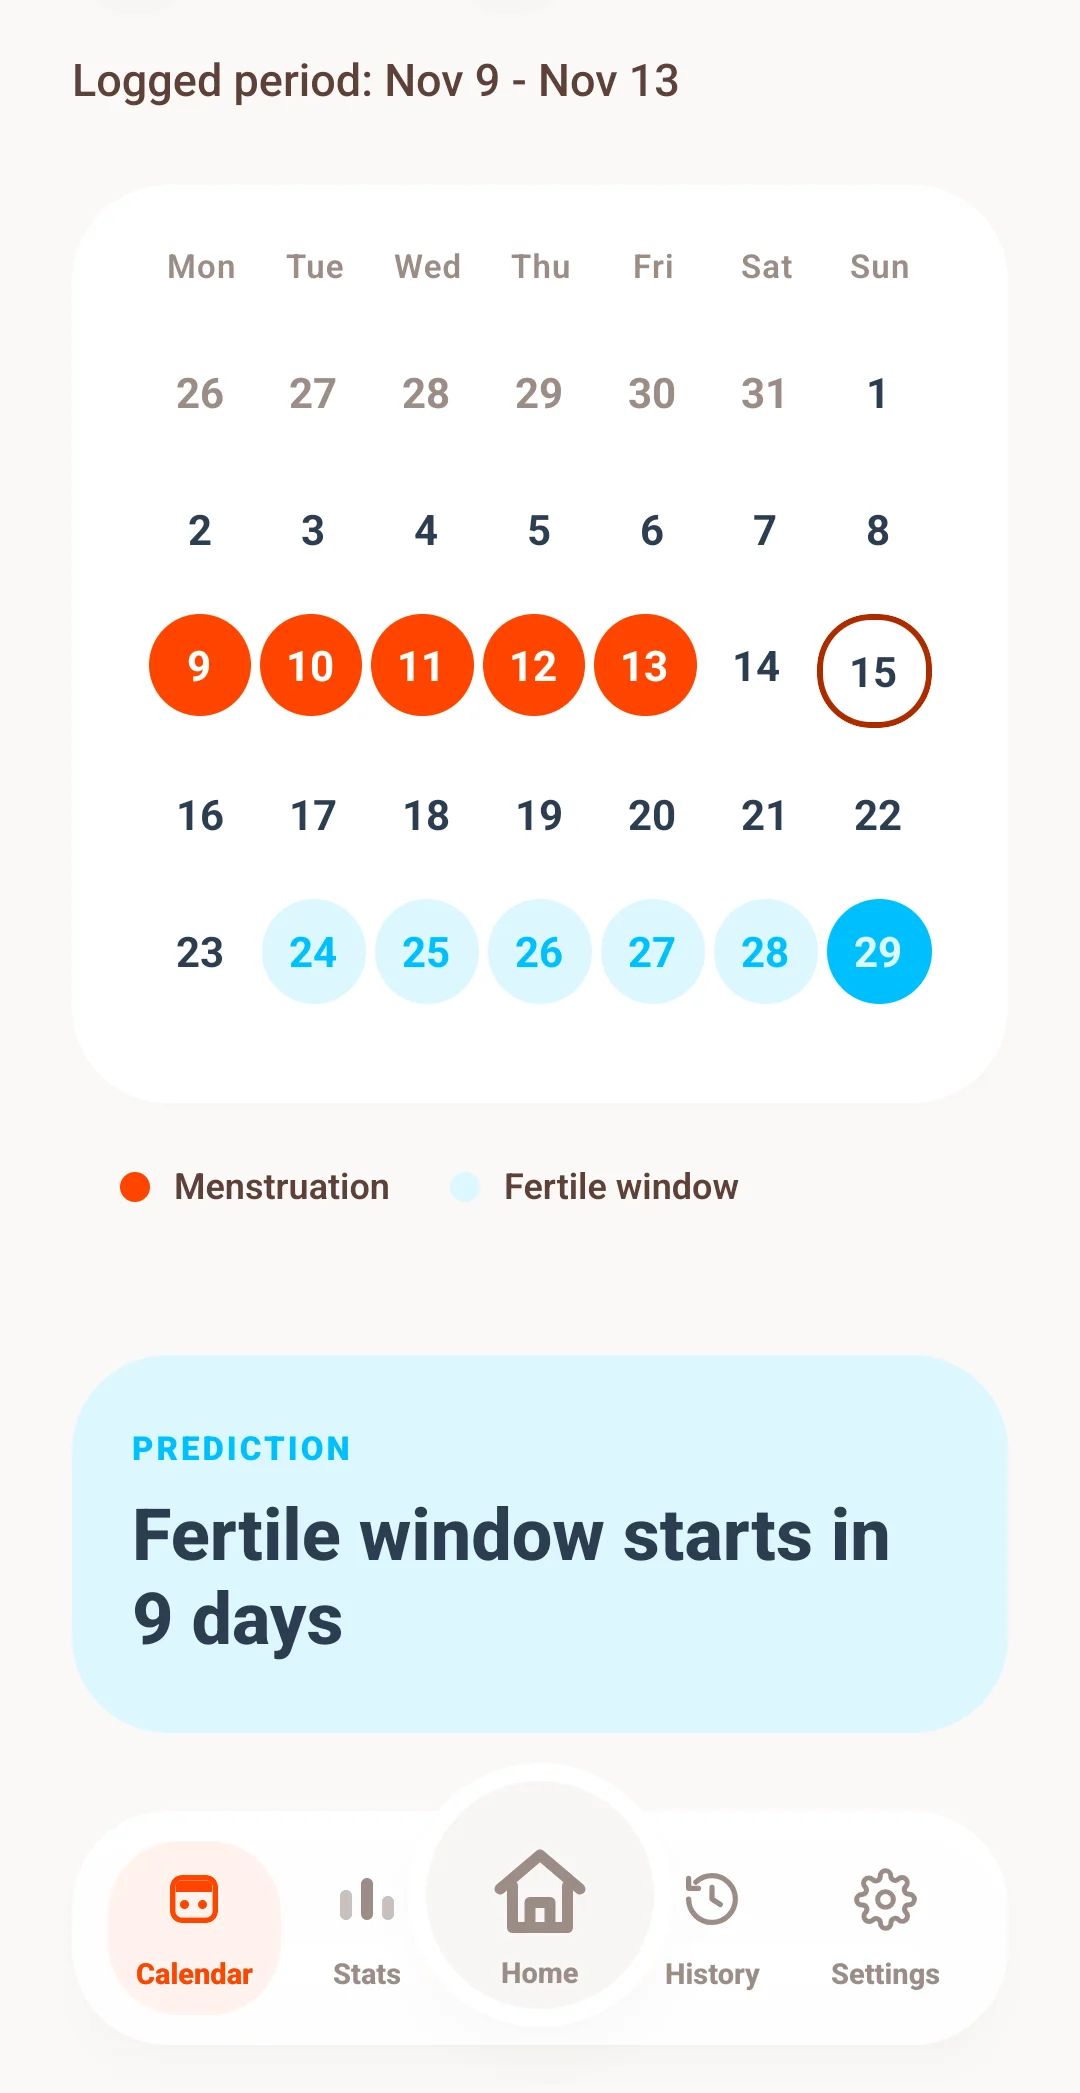 Logged period: Nov 9 - Nov 13
Mon Tue Wed Thu Fri Sat Sun
26 27 28 29 30 31 1
2 3 4 5 6 7 8
9 10 11 12 13 14 15
16 17 18 19 20 21 22
23 24 25 26 27 28 29
Menstruation Fertile window
PREDICTION
Fertile window starts in
9 days
Calendar Stats Home History Settings